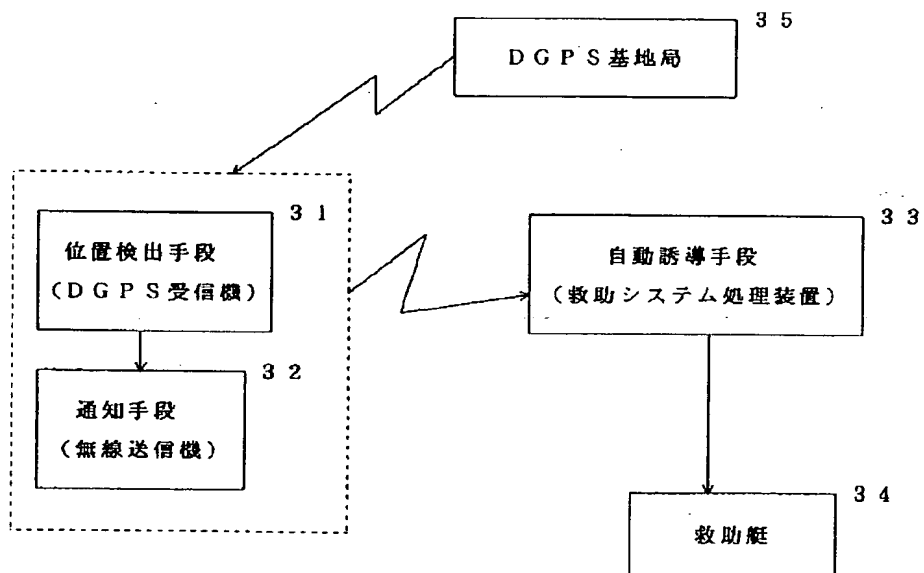 35
DGPS基地局
31
位置検出手段
(DGPS受信機)
32
通知手段
(無線送信機)
33
自動誘導手段
(救助システム処理装置)
34
救助艇